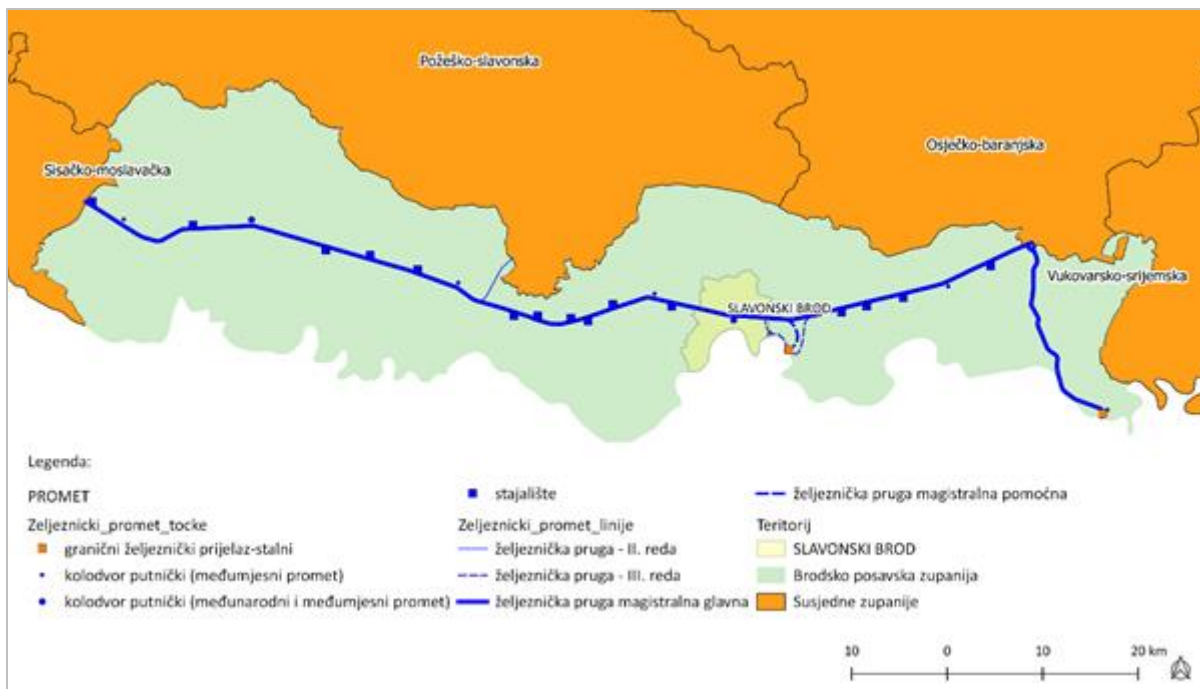 Požeško-slavonska
Osječko-baranjska
Sisačko-moslavačka
Vukovarsko-srijemska
SLAVONSKI BROD
Legenda:
PROMET
Zeljeznicki_promet_tocke
granični željeznički prijelaz-stalni
kolodvor putnički (međumjesni promet)
kolodvor putnički (međunarodni i međumjesni promet)
stajalište
Zeljeznicki_promet_linije
željeznička pruga - II. reda
željeznička pruga - III. reda
željeznička pruga magistralna glavna
željeznička pruga magistralna pomoćna
Teritorij
SLAVONSKI BROD
Brodsko posavska zupanija
Susjedne zupanije
10 0 10 20 km